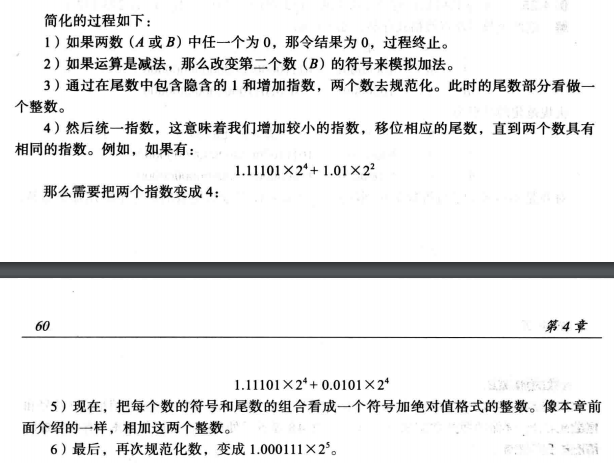 简化的过程如下：
1）如果两数（A 或 B）中任一个为 0，那令结果为 0，过程终止。
2）如果运算是减法，那么改变第二个数（B）的符号来模拟加法。
3）通过在尾数中包含隐含的 1 和增加指数，两个数去规范化。此时的尾数部分看做一
个整数。
4）然后统一指数，这意味着我们增加较小的指数，移位相应的尾数，直到两个数具有
相同的指数。例如，如果有：
1.11101×2⁴ + 1.01×2²
那么需要把两个指数变成 4：
60 第 4 章
1.11101×2⁴ + 0.0101×2⁴
5）现在，把每个数的符号和尾数的组合看成一个符号加绝对值格式的整数。像本章前
面介绍的一样，相加这两个整数。
6）最后，再次规范化数，变成 1.000111×2⁵。